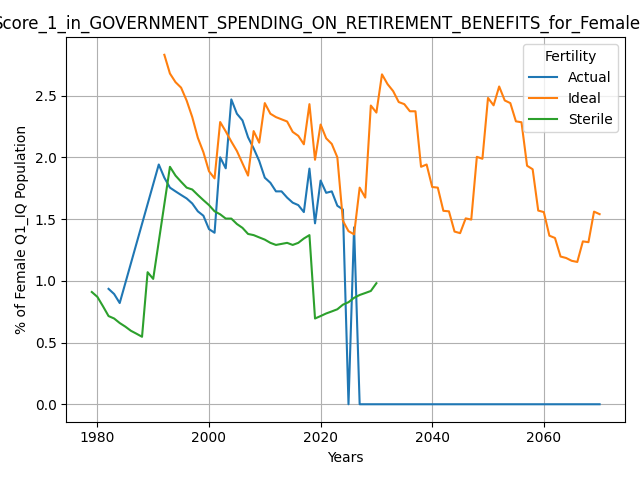 Score_1_in_GOVERNMENT_SPENDING_ON_RETIREMENT_BENEFITS_for_Female
Fertility
Actual
Ideal
Sterile
% of Female Q1_IQ Population
2.5
2.0
1.5
1.0
0.5
0.0
1980 2000 2020 2040 2060
Years